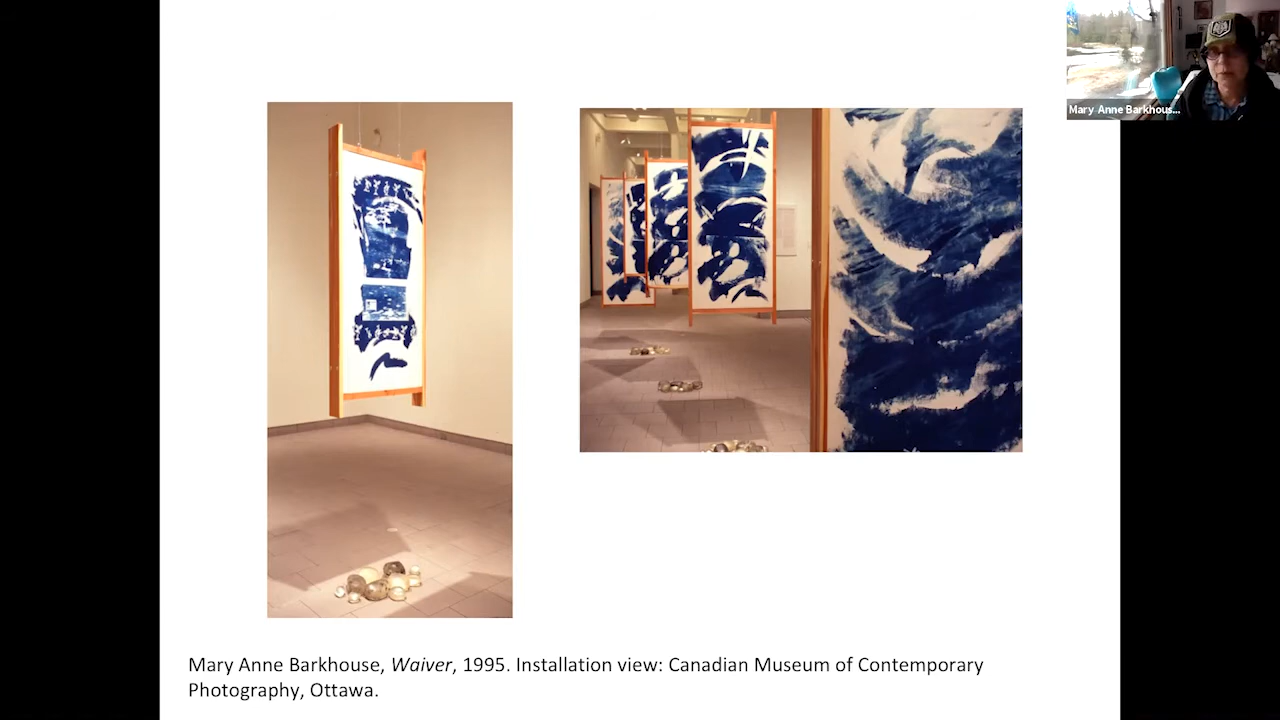 Mary Anne Barkhous...
Mary Anne Barkhouse, Waiver, 1995. Installation view: Canadian Museum of Contemporary
Photography, Ottawa.